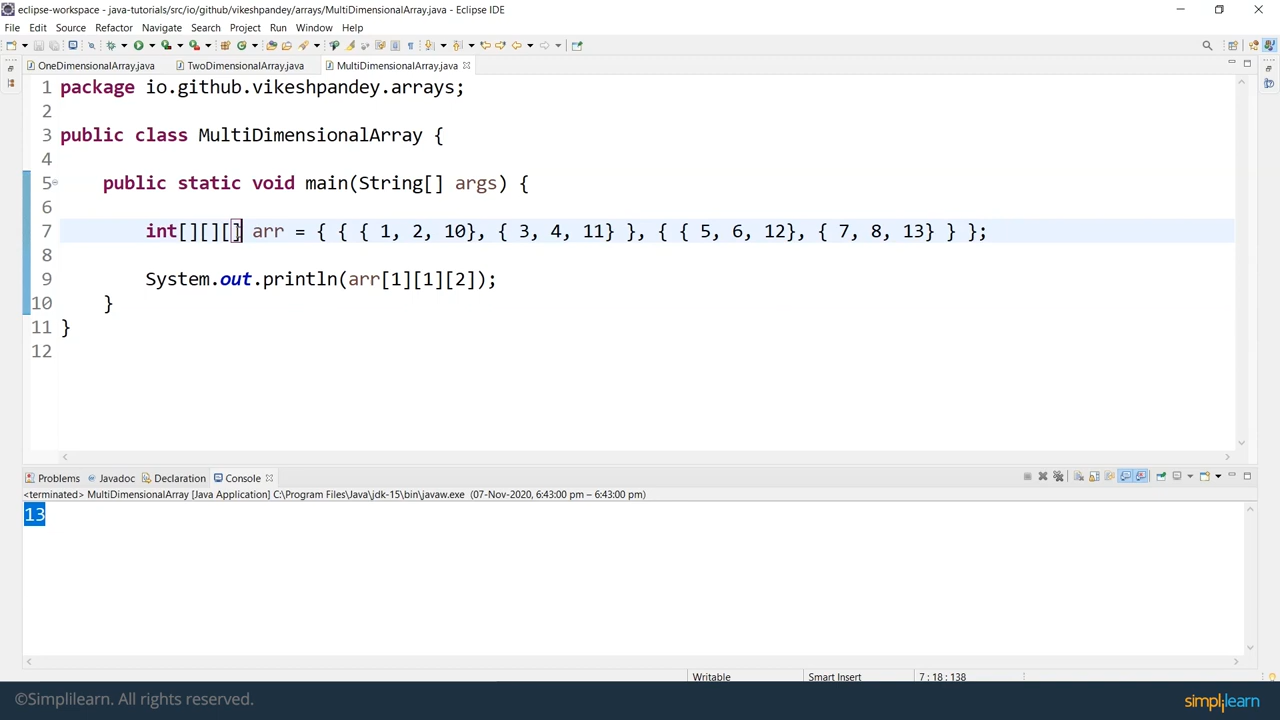 eclipse-workspace - java-tutorials/src/io/github/vikeshpandey/arrays/MultiDimensionalArray.java - Eclipse IDE
File Edit Source Refactor Navigate Search Project Run Window Help
OneDimensionalArray.java TwoDimensionalArray.java MultiDimensionalArray.java
1 package io.github.vikeshpandey.arrays;
2
3 public class MultiDimensionalArray {
4
5 public static void main(String[] args) {
6
7 int[][][] arr = { { { 1, 2, 10}, { 3, 4, 11} }, { { 5, 6, 12}, { 7, 8, 13} } };
8
9 System.out.println(arr[1][1][2]);
10 }
11 }
12
Problems Javadoc Declaration Console
<terminated> MultiDimensionalArray [Java Application] C:\Program Files\Java\jdk-15\bin\javaw.exe (07-Nov-2020, 6:43:00 pm – 6:43:00 pm)
13
Writable Smart Insert 7 : 18 : 138
©Simplilearn. All rights reserved. simplilearn